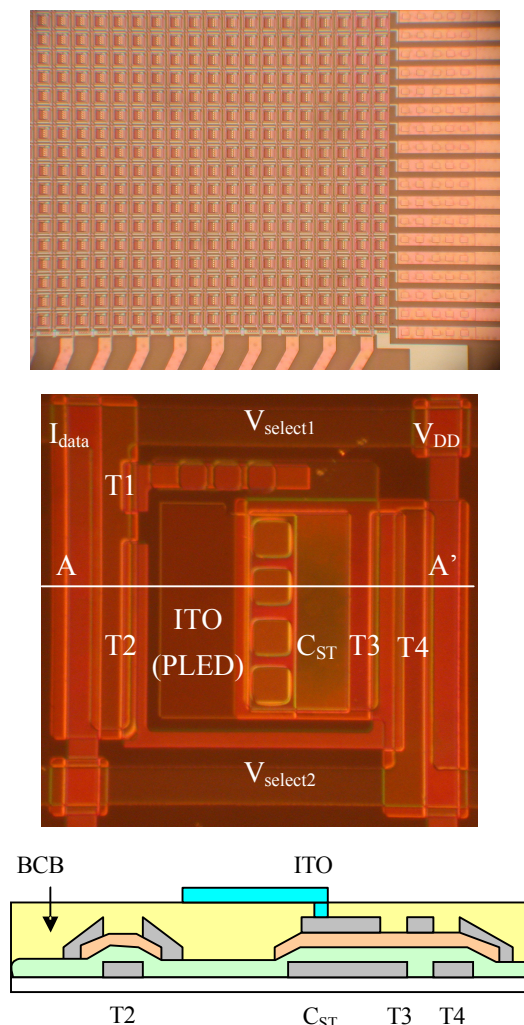 V_select1
I_data
V_DD
T1
A
A'
ITO
(PLED)
T2
C_ST
T3
T4
V_select2
BCB
ITO
T2
C_ST
T3
T4